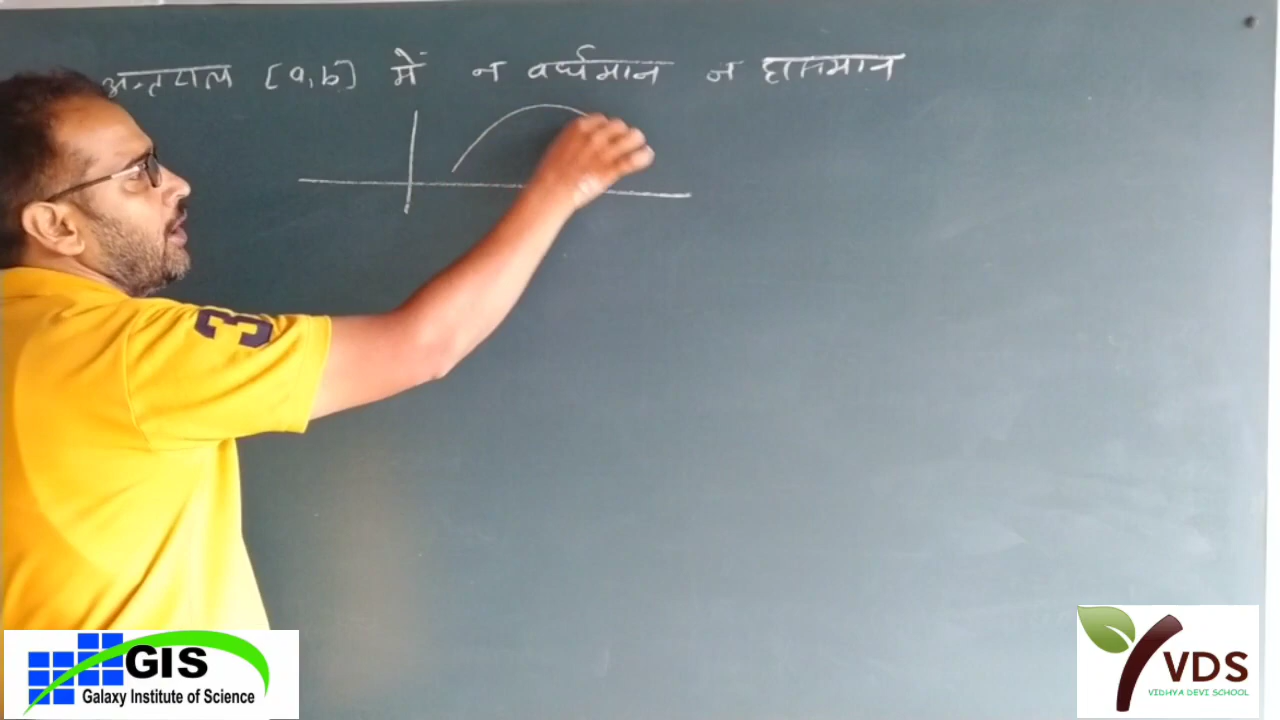 अन्तराल [a,b] में न वर्धमान न ह्रासमान
3
GIS
Galaxy Institute of Science
VDS
VIDHYA DEVI SCHOOL